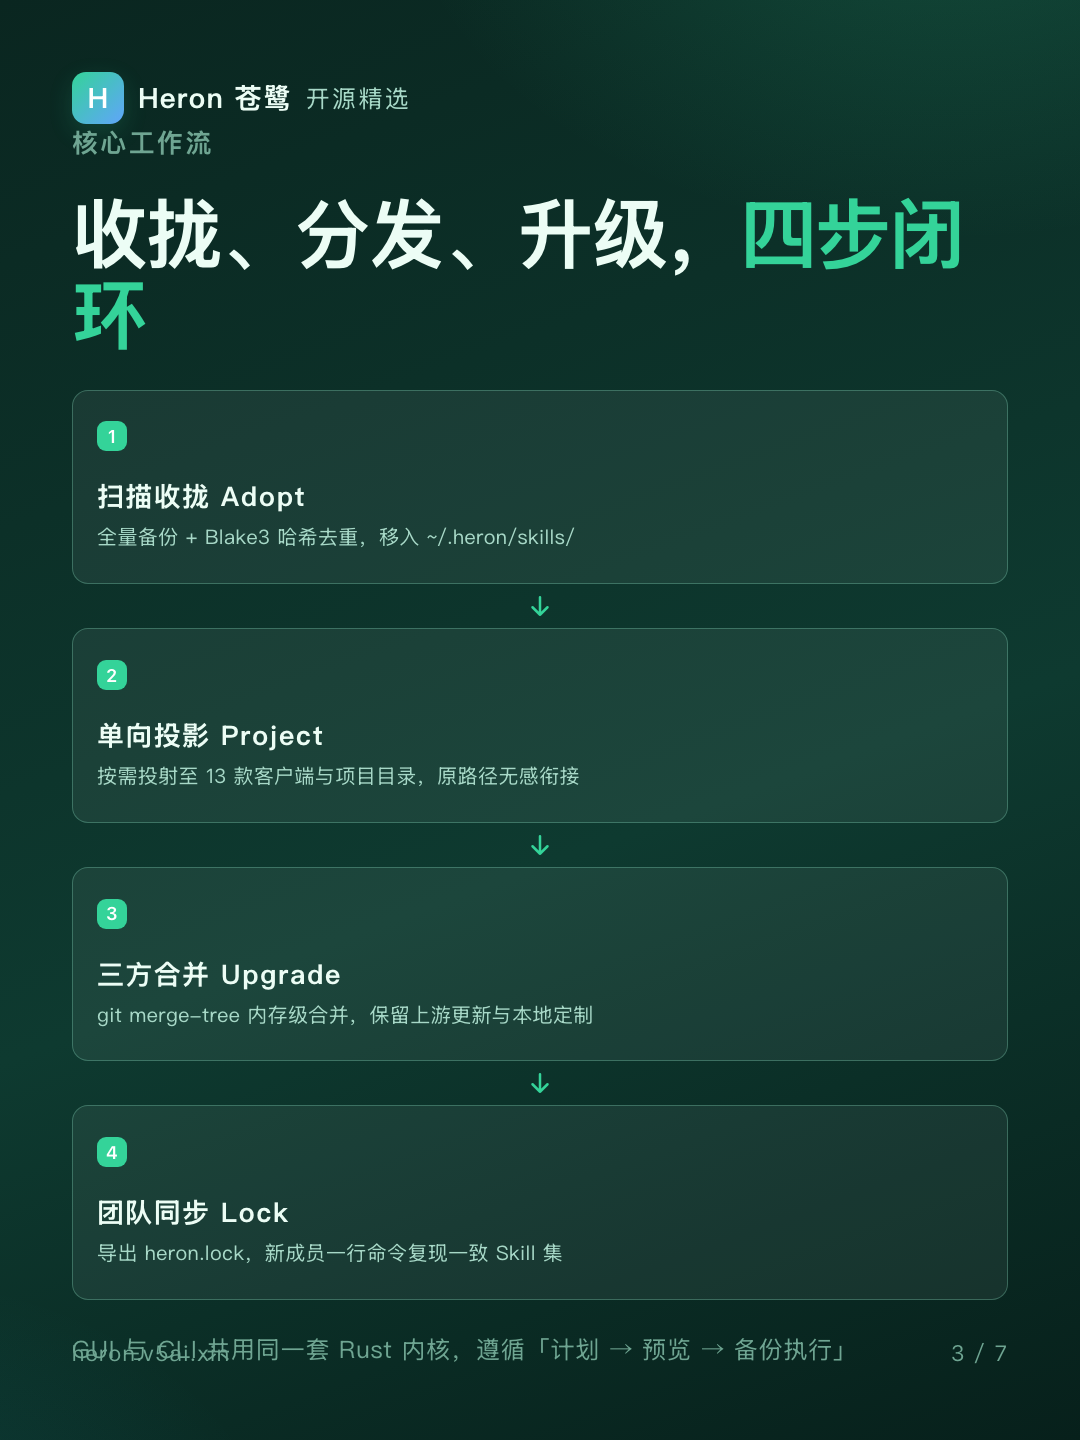 H
Heron 苍鹭 开源精选
核心工作流
收拢、分发、升级，四步闭
环
1
扫描收拢 Adopt
全量备份 + Blake3 哈希去重，移入 ~/.heron/skills/
↓
2
单向投影 Project
按需投射至 13 款客户端与项目目录，原路径无感衔接
↓
3
三方合并 Upgrade
git merge-tree 内存级合并，保留上游更新与本地定制
↓
4
团队同步 Lock
导出 heron.lock，新成员一行命令复现一致 Skill 集
GUI 与 CLI 共用同一套 Rust 内核，遵循「计划 → 预览 → 备份执行」
3 / 7